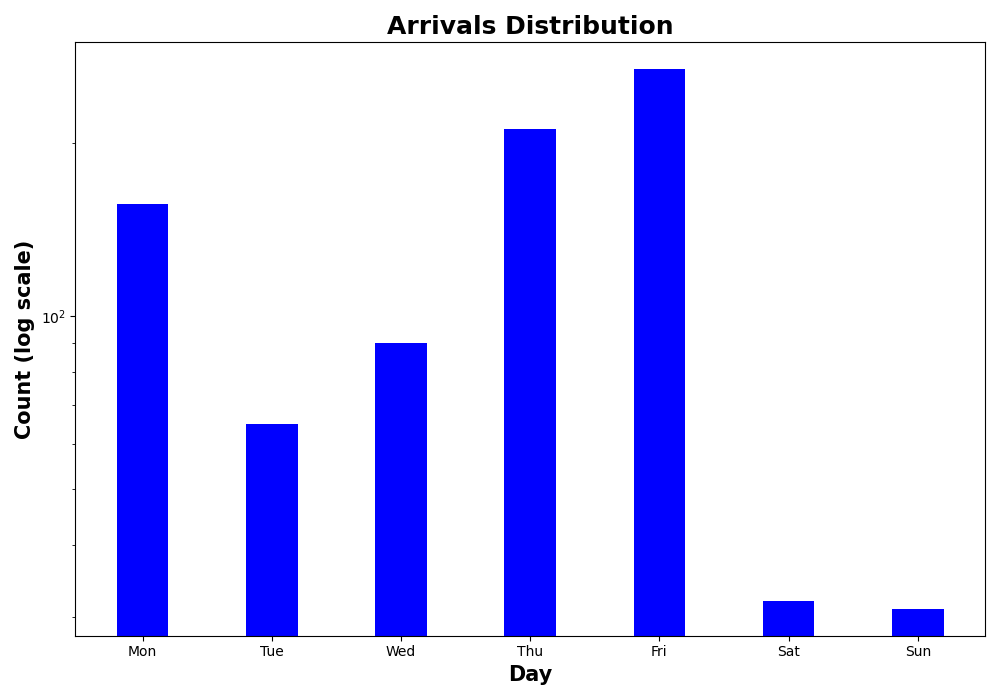 Arrivals Distribution
Count (log scale)
10²
Mon Tue Wed Thu Fri Sat Sun
Day